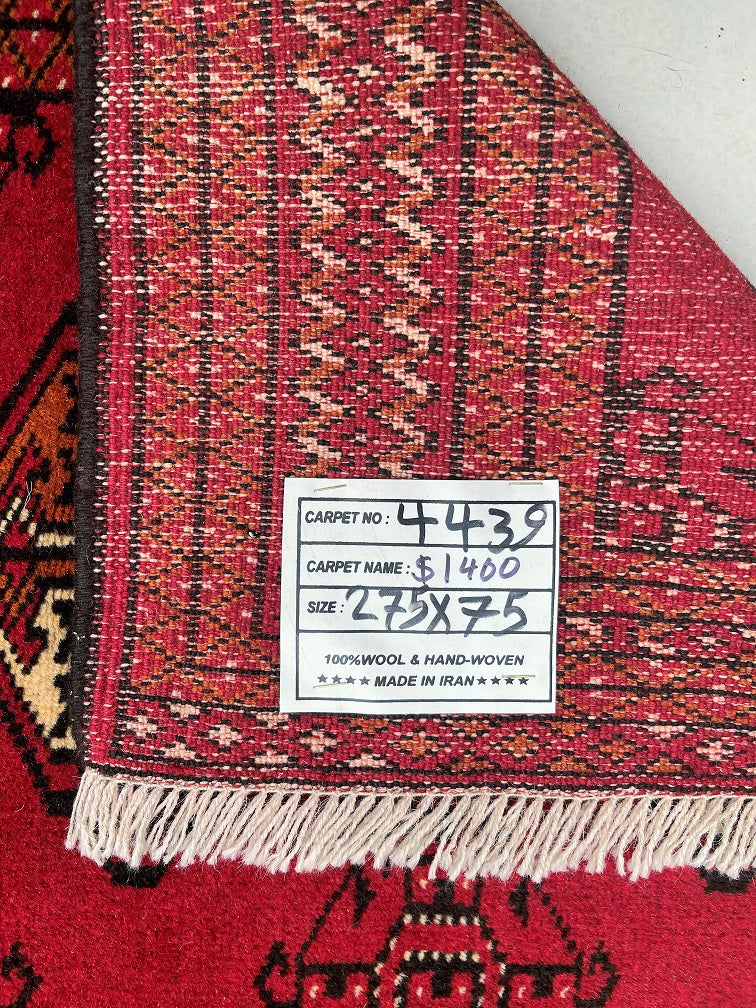 CARPET NO : 4439
CARPET NAME : $1400
SIZE : 275X75
100%WOOL & HAND-WOVEN
★★★★ MADE IN IRAN ★★★★